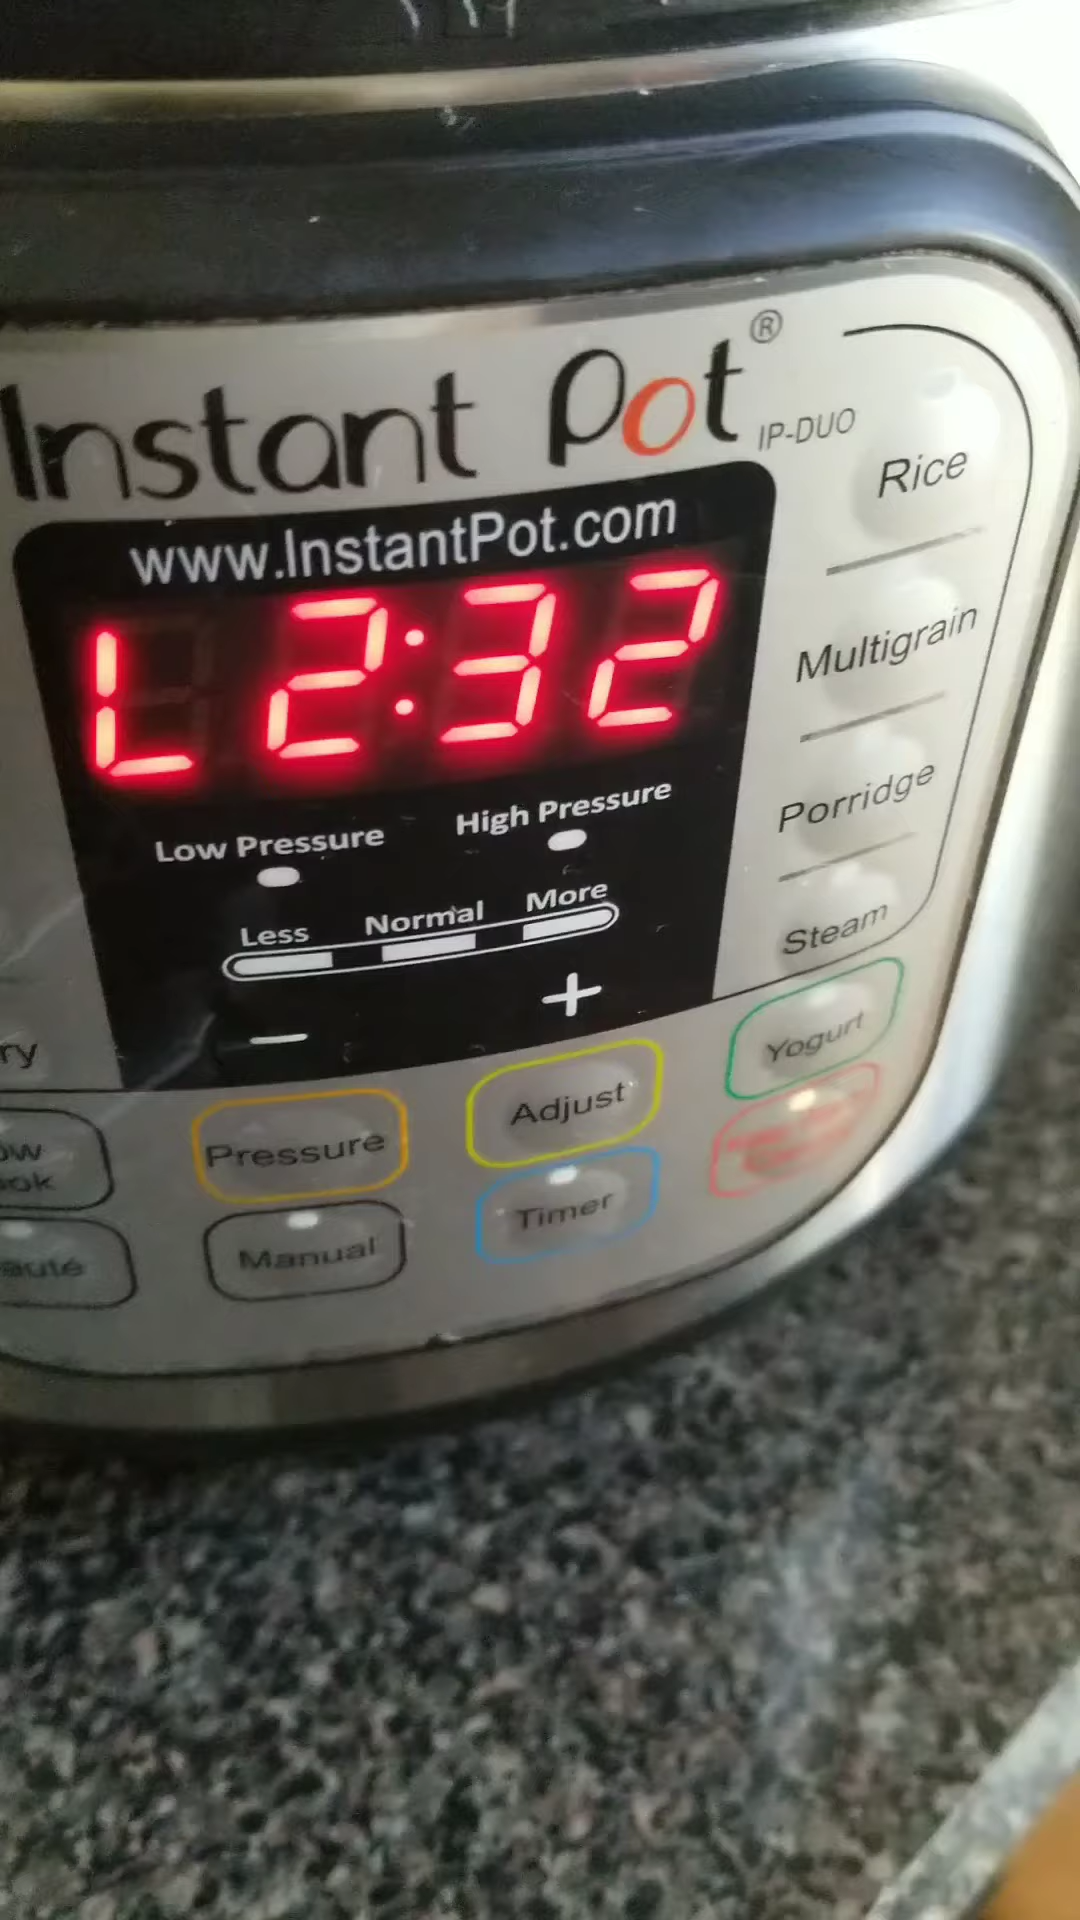 Instant Pot®
IP-DUO
www.InstantPot.com
L2:32
Low Pressure
High Pressure
Less
Normal
More
-
+
Rice
Multigrain
Porridge
Steam
Yogurt
Adjust
Pressure
Timer
Manual